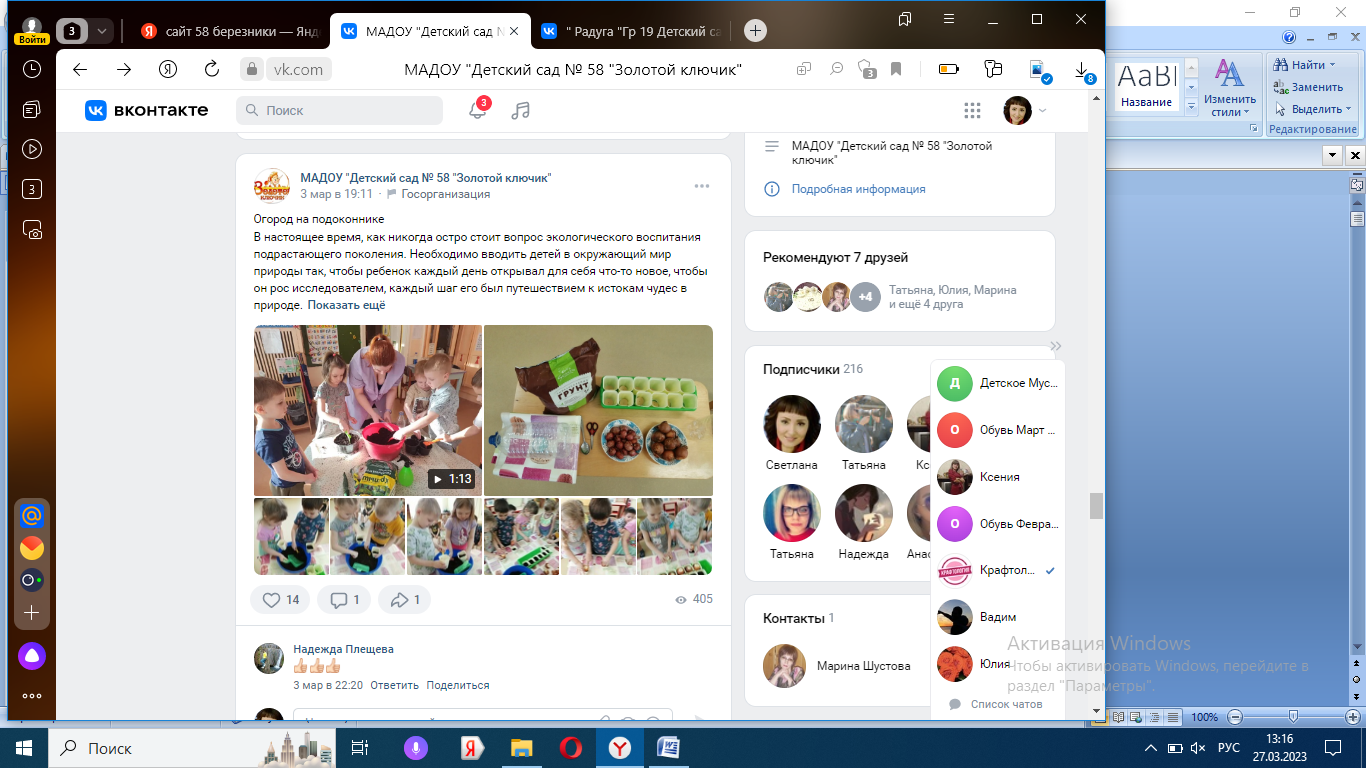 Войти
3
сайт 58 березники — Янд
МАДОУ "Детский сад №
" Радуга "Гр 19 Детский са
vk.com
МАДОУ "Детский сад № 58 "Золотой ключик"
3
8
вконтакте
Поиск
3
МАДОУ "Детский сад № 58 "Золотой ключик"
3 мар в 19:11 · Госорганизация
Огород на подоконнике
В настоящее время, как никогда остро стоит вопрос экологического воспитания
подрастающего поколения. Необходимо вводить детей в окружающий мир
природы так, чтобы ребенок каждый день открывал для себя что-то новое, чтобы
он рос исследователем, каждый шаг его был путешествием к истокам чудес в
природе. Показать ещё
ГРУНТ
1:13
14
1
1
405
Надежда Плещева
3 мар в 22:20 Ответить Поделиться
МАДОУ "Детский сад № 58 "Золотой
ключик"
Подробная информация
Рекомендуют 7 друзей
+4
Татьяна, Юлия, Марина
и ещё 4 друга
Подписчики 216
Светлана
Татьяна
Кс
Татьяна
Надежда
Анас
Контакты 1
Марина Шустова
Д
Детское Мус...
О
Обувь Март ...
Ксения
О
Обувь Февра...
КРАФТОЛОГИЯ
Крафтол...
Вадим
Юлия
Список чатов
3
AaBl
Название
Изменить
стили
Найти
Заменить
Выделить
Редактирование
Активация Windows
Чтобы активировать Windows, перейдите в
раздел "Параметры".
100%
Поиск
РУС
13:16
27.03.2023